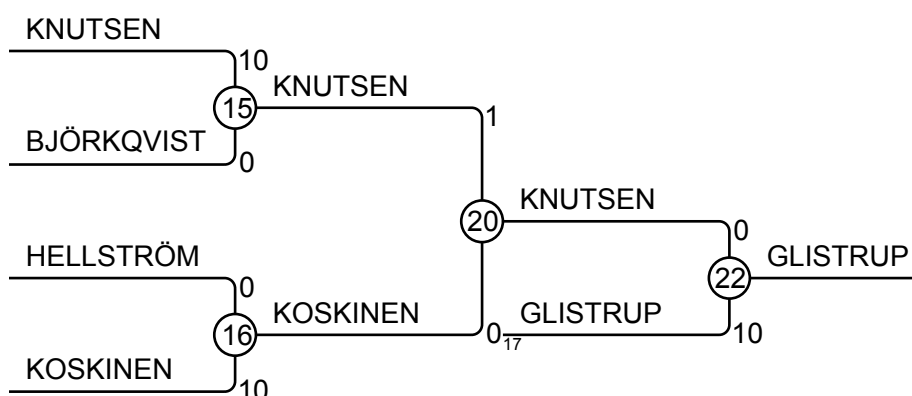 KNUTSEN
10
15
KNUTSEN
BJÖRKQVIST
0
1
20
KNUTSEN
HELLSTRÖM
0
16
KOSKINEN
0
KOSKINEN
10
17
GLISTRUP
0
22
GLISTRUP
10